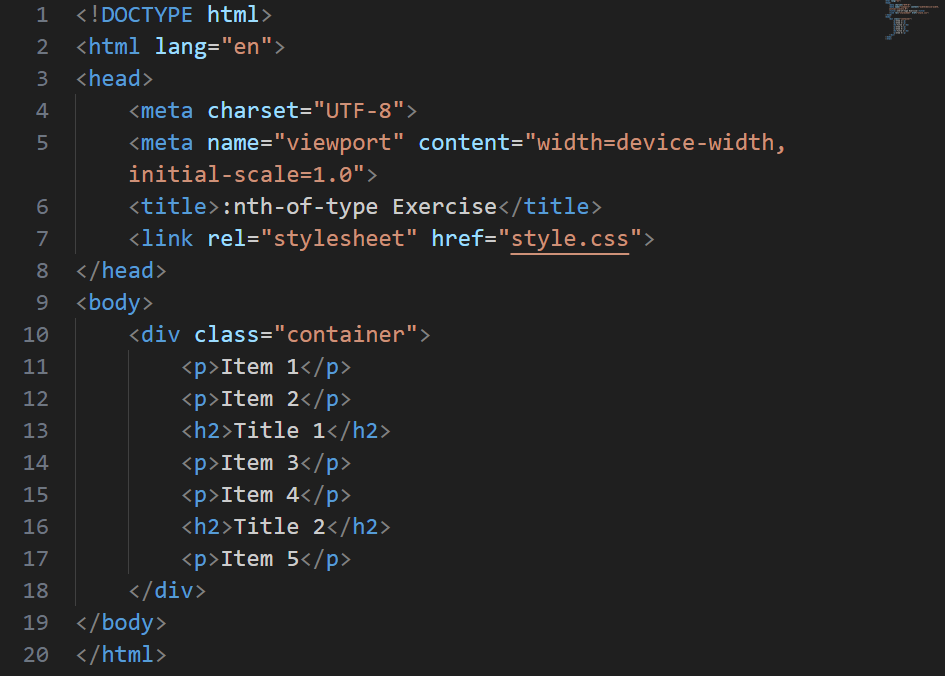 1 <!DOCTYPE html>
2 <html lang="en">
3 <head>
4     <meta charset="UTF-8">
5     <meta name="viewport" content="width=device-width,
    initial-scale=1.0">
6     <title>:nth-of-type Exercise</title>
7     <link rel="stylesheet" href="style.css">
8 </head>
9 <body>
10     <div class="container">
11         <p>Item 1</p>
12         <p>Item 2</p>
13         <h2>Title 1</h2>
14         <p>Item 3</p>
15         <p>Item 4</p>
16         <h2>Title 2</h2>
17         <p>Item 5</p>
18     </div>
19 </body>
20 </html>